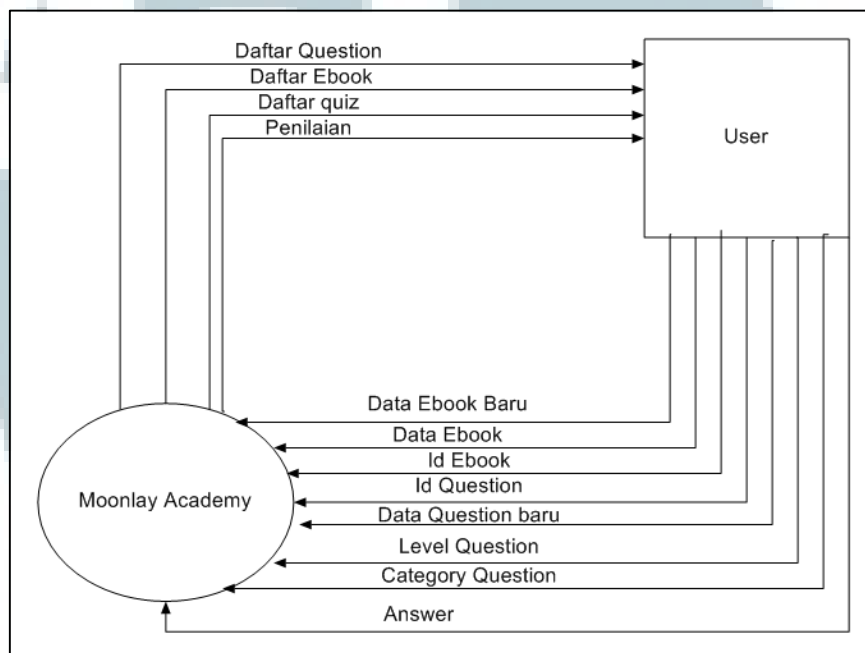 Daftar Question
Daftar Ebook
Daftar quiz
Penilaian
User
Data Ebook Baru
Data Ebook
Id Ebook
Id Question
Moonlay Academy
Data Question baru
Level Question
Category Question
Answer